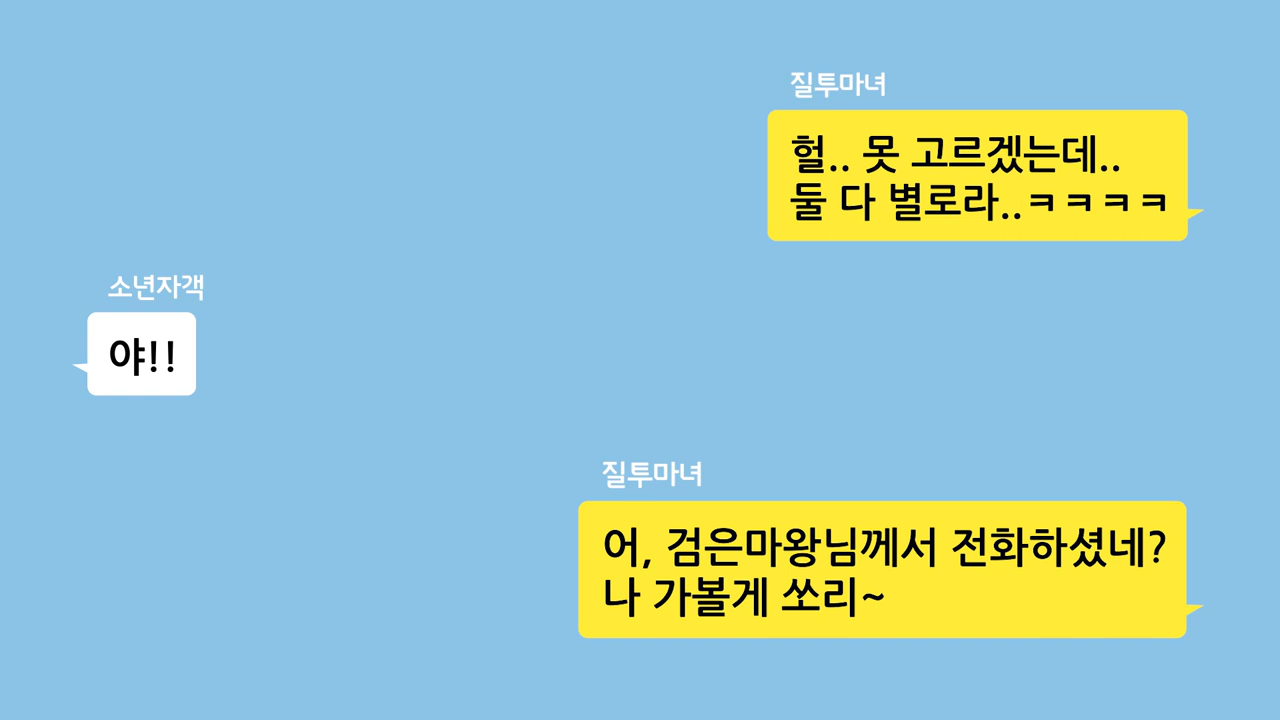 질투마녀
헐.. 못 고르겠는데..
둘 다 별로라..ㅋㅋㅋㅋ
소년자객
야!!
질투마녀
어, 검은마왕님께서 전화하셨네?
나 가볼게 쏘리~